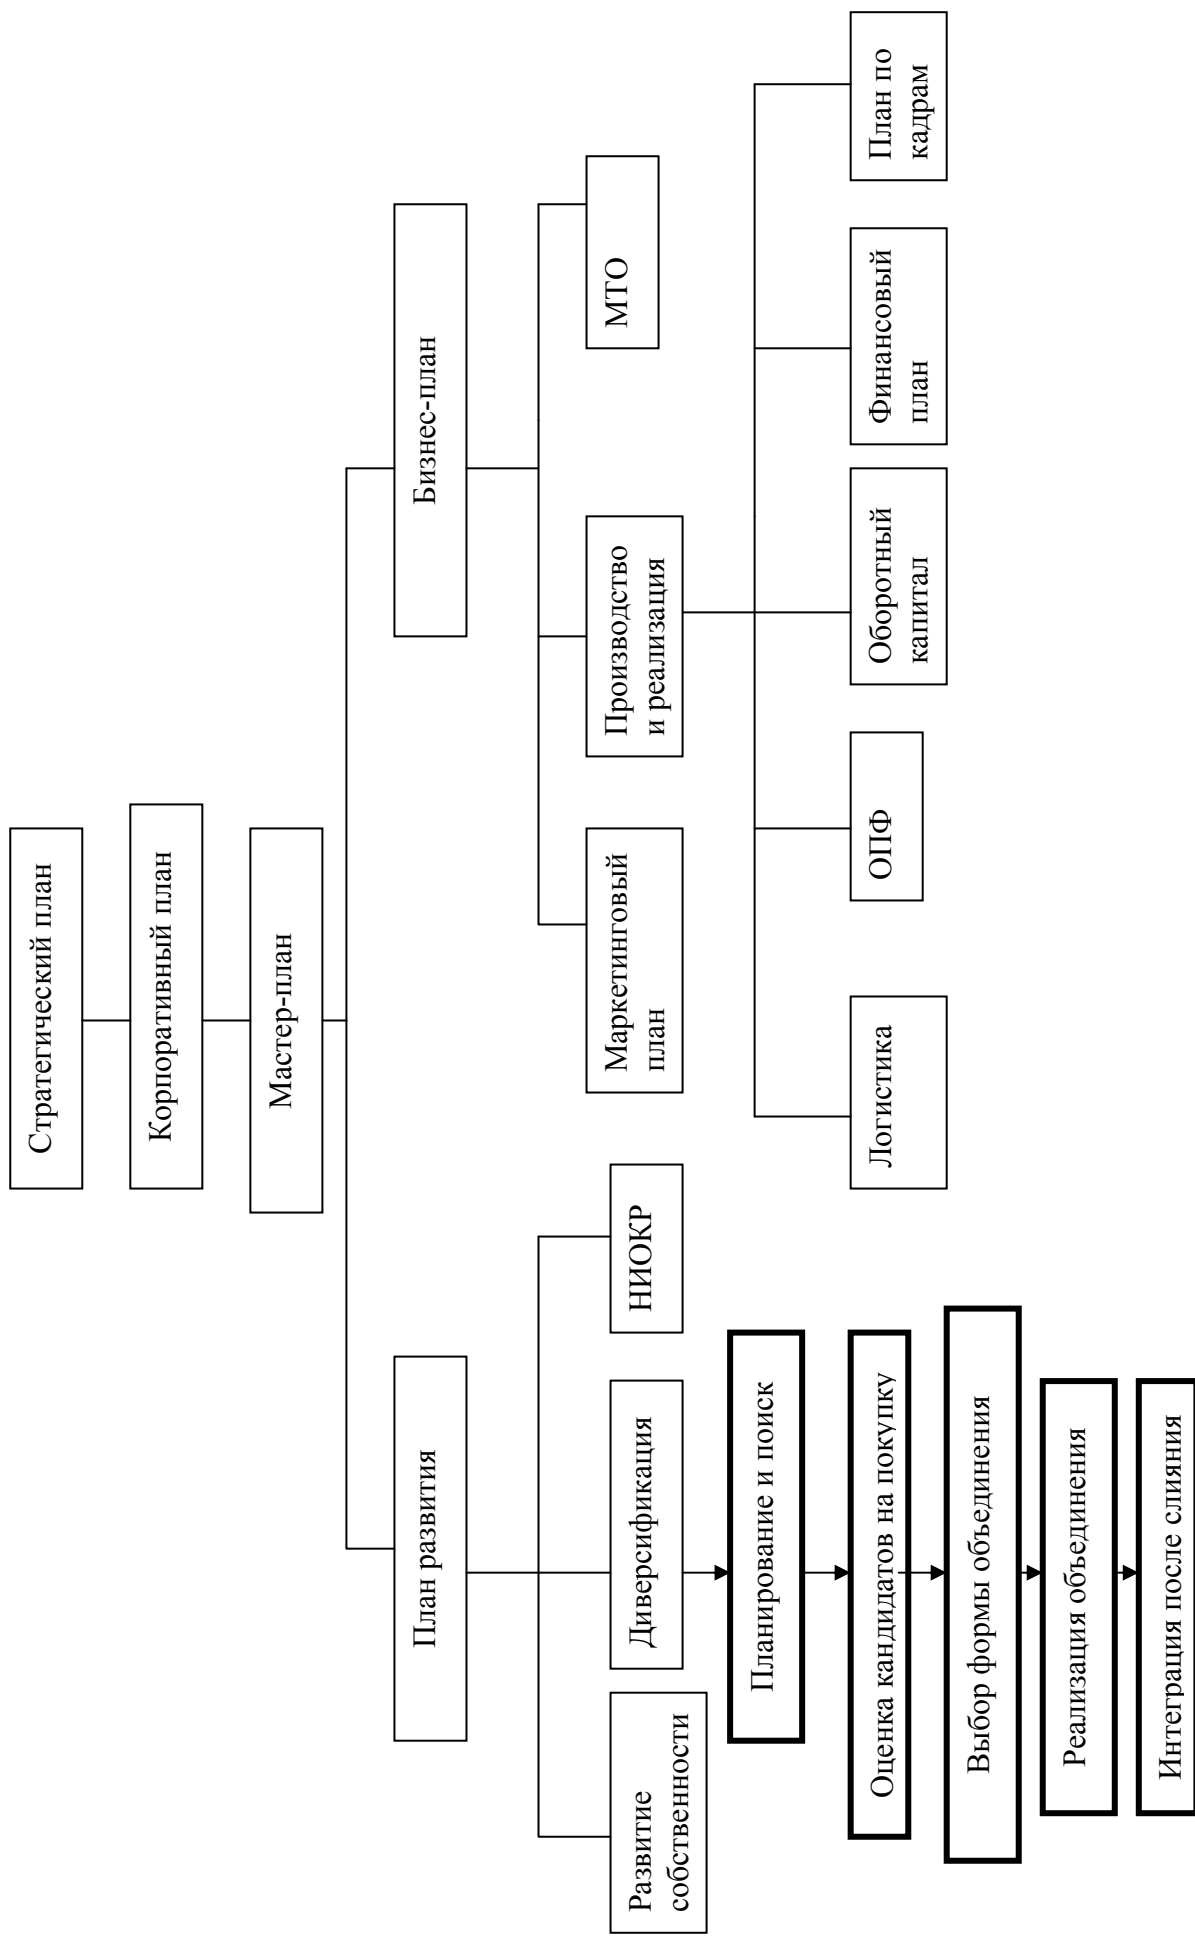 Стратегический план
Корпоративный план
Мастер-план
План развития
Бизнес-план
Развитие
собственности
Диверсификация
НИОКР
Маркетинговый
план
Производство
и реализация
МТО
Планирование и поиск
Оценка кандидатов на покупку
Выбор формы объединения
Реализация объединения
Интеграция после слияния
Логистика
ОПФ
Оборотный
капитал
Финансовый
план
План по
кадрам